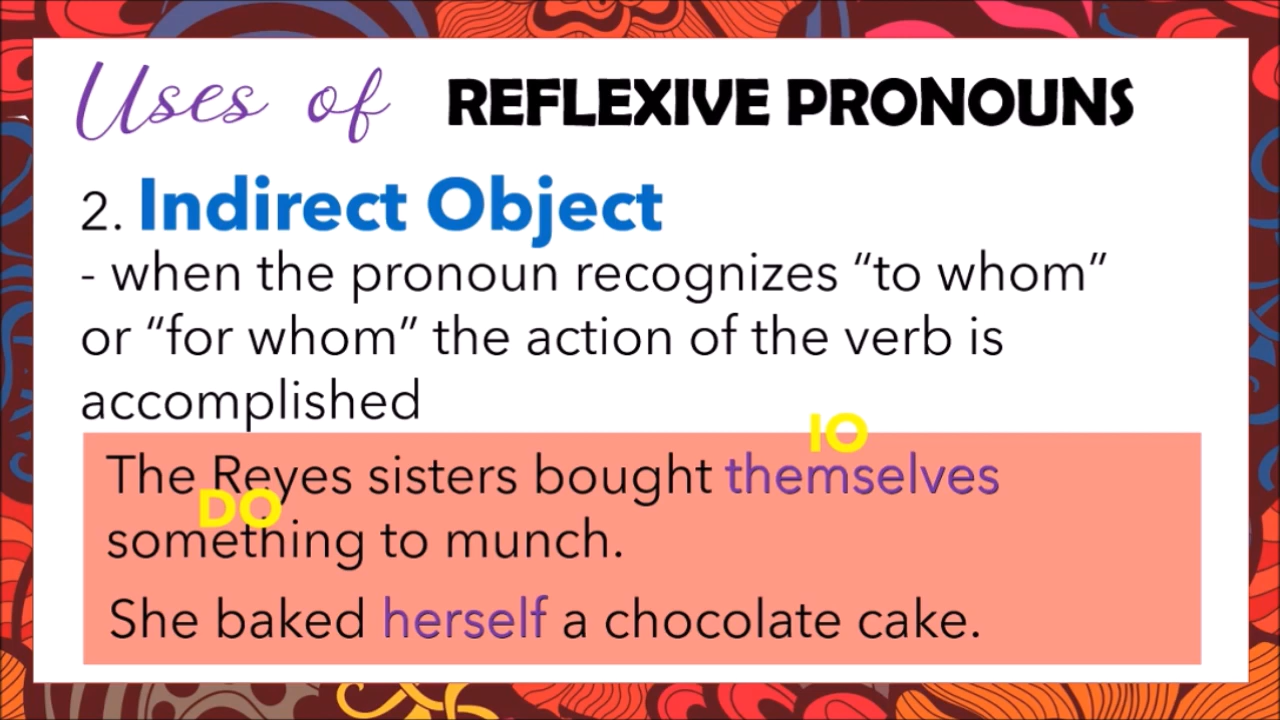 Uses of REFLEXIVE PRONOUNS
2. Indirect Object
- when the pronoun recognizes “to whom”
or “for whom” the action of the verb is
accomplished
IO
The Reyes sisters bought themselves
DO
something to munch.
She baked herself a chocolate cake.